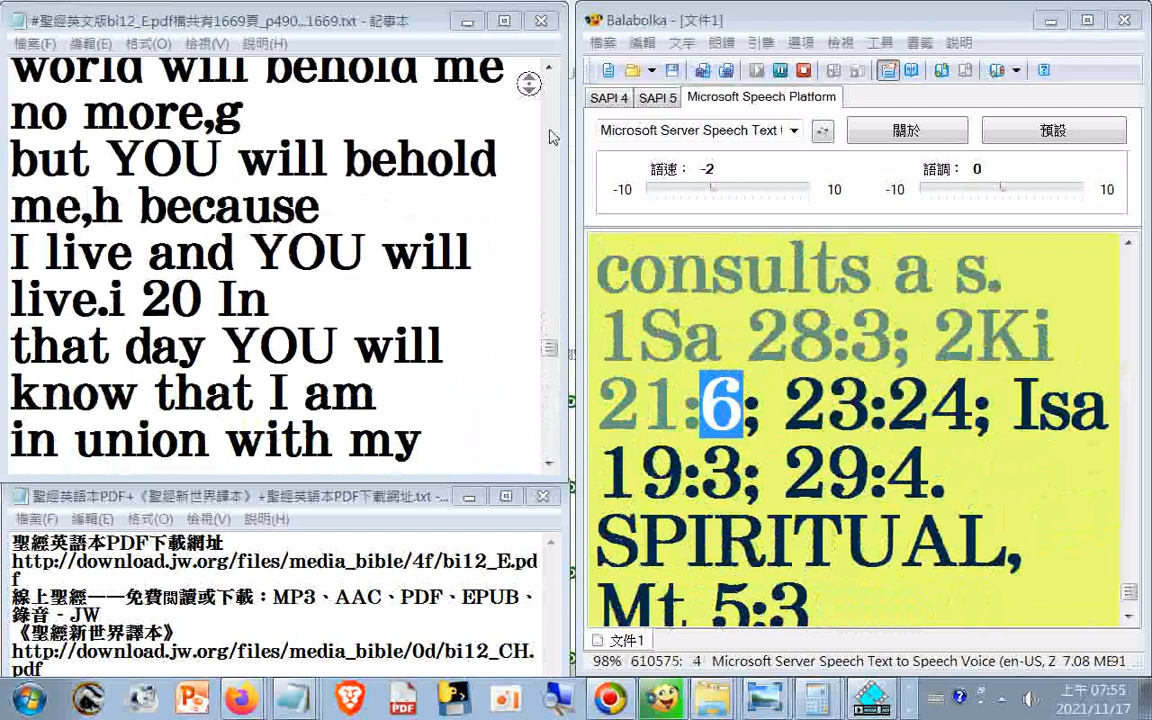 #聖經英文版bi12_E.pdf檔共有1669頁_p490...1669.txt - 記事本
檔案(F) 編輯(E) 格式(O) 檢視(V) 說明(H)
world will behold me
no more,g
but YOU will behold
me,h because
I live and YOU will
live.i 20 In
that day YOU will
know that I am
in union with my
聖經英語本PDF+《聖經新世界譯本》+聖經英語本PDF下載網址.txt - ...
檔案(F) 編輯(E) 格式(O) 檢視(V) 說明(H)
聖經英語本PDF下載網址
http://download.jw.org/files/media_bible/4f/bi12_E.pd
f
線上聖經——免費閱讀或下載：MP3、AAC、PDF、EPUB、
錄音 - JW
《聖經新世界譯本》
http://download.jw.org/files/media_bible/0d/bi12_CH.
pdf
Balabolka - [文件1]
檔案 編輯 文字 朗讀 引擎 選項 檢視 工具 書籤 說明
SAPI 4 SAPI 5 Microsoft Speech Platform
Microsoft Server Speech Text 關於 預設
語速： -2 語調： 0
-10 10 -10 10
consults a s.
1Sa 28:3; 2Ki
21:6; 23:24; Isa
19:3; 29:4.
SPIRITUAL,
Mt 5:3
文件1
98% 610575: 4 Microsoft Server Speech Text to Speech Voice (en-US, Z 7.08 ME91
PDF
上午 07:55
2021/11/17